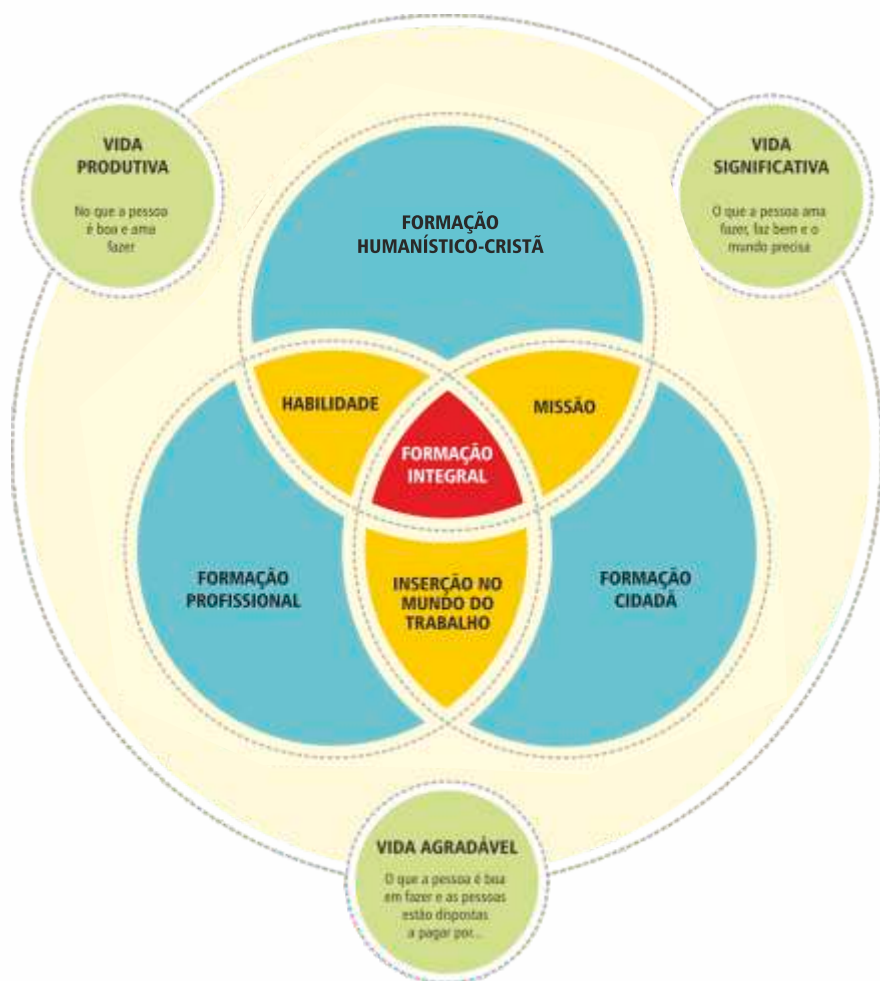 VIDA
PRODUTIVA
No que a pessoa
é boa e ama
fazer
VIDA
SIGNIFICATIVA
O que a pessoa ama
fazer, faz bem e o
mundo precisa
FORMAÇÃO
HUMANÍSTICO-CRISTÃ
HABILIDADE
MISSÃO
FORMAÇÃO
INTEGRAL
FORMAÇÃO
PROFISSIONAL
INSERÇÃO NO
MUNDO DO
TRABALHO
FORMAÇÃO
CIDADÃ
VIDA AGRADÁVEL
O que a pessoa é boa
em fazer e as pessoas
estão dispostas
a pagar por...